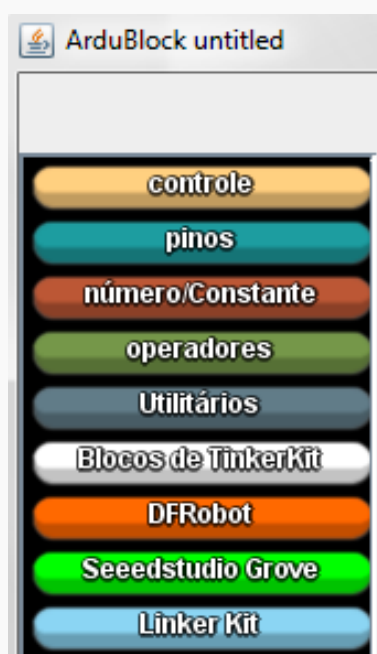 ArduBlock untitled
controle
pinos
número/Constante
operadores
Utilitários
Blocos de TinkerKit
DFRobot
Seeedstudio Grove
Linker Kit